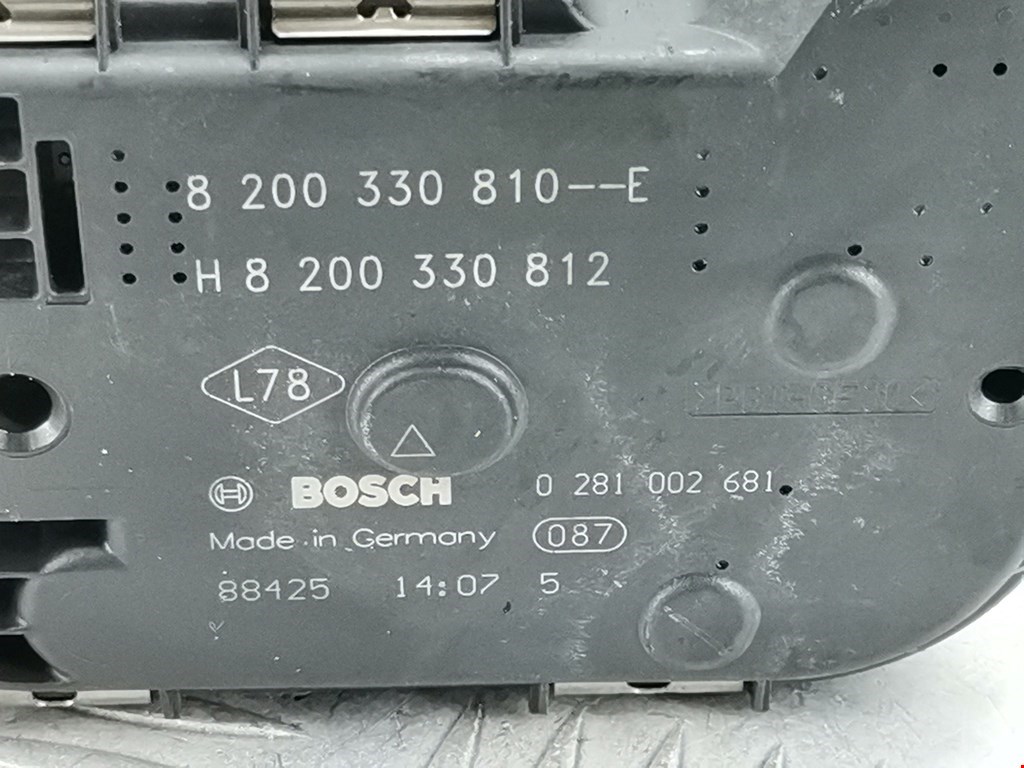 8 200 330 810--E
H 8 200 330 812
L78
BOSCH 0 281 002 681
Made in Germany 087
88425 14:07 5